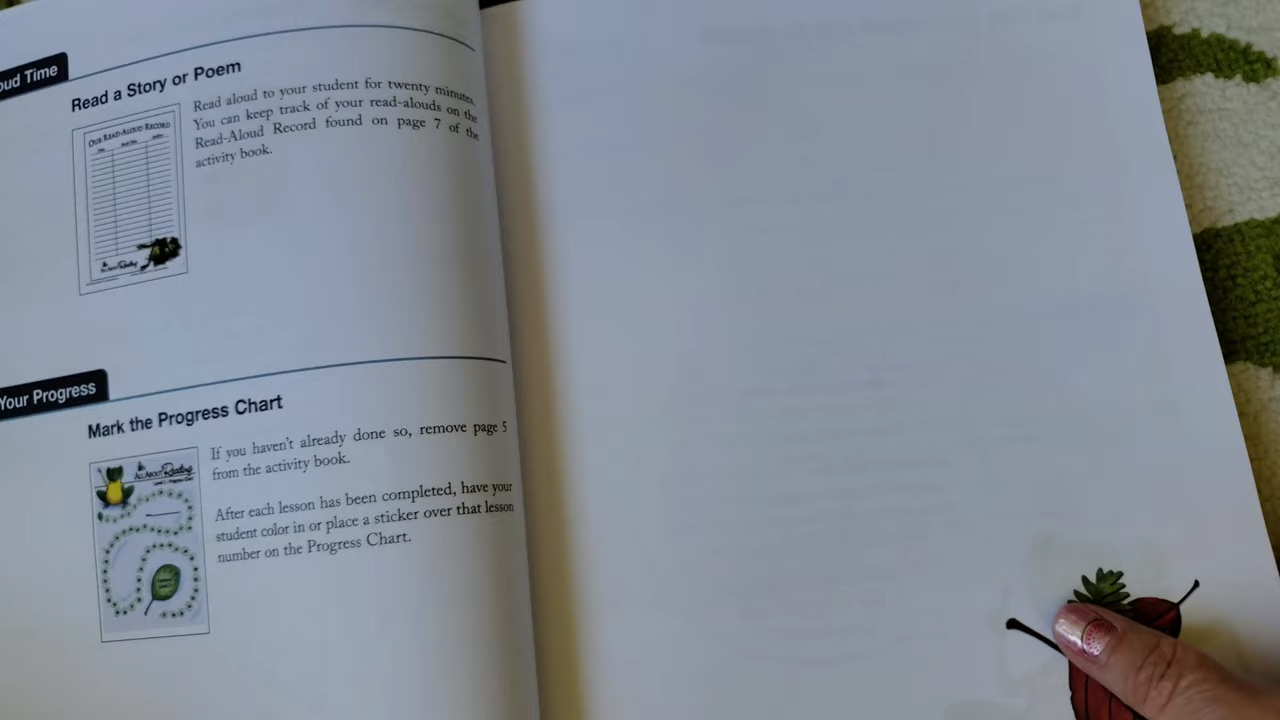 oud Time
Read a Story or Poem
Read aloud to your student for twenty minutes.
You can keep track of your read-alouds on the
Read-Aloud Record found on page 7 of the
activity book.
OUR READ-ALOUD RECORD
Your Progress
Mark the Progress Chart
If you haven't already done so, remove page 5
from the activity book.
After each lesson has been completed, have your
student color in or place a sticker over that lesson
number on the Progress Chart.
ALL ABOUT Reading